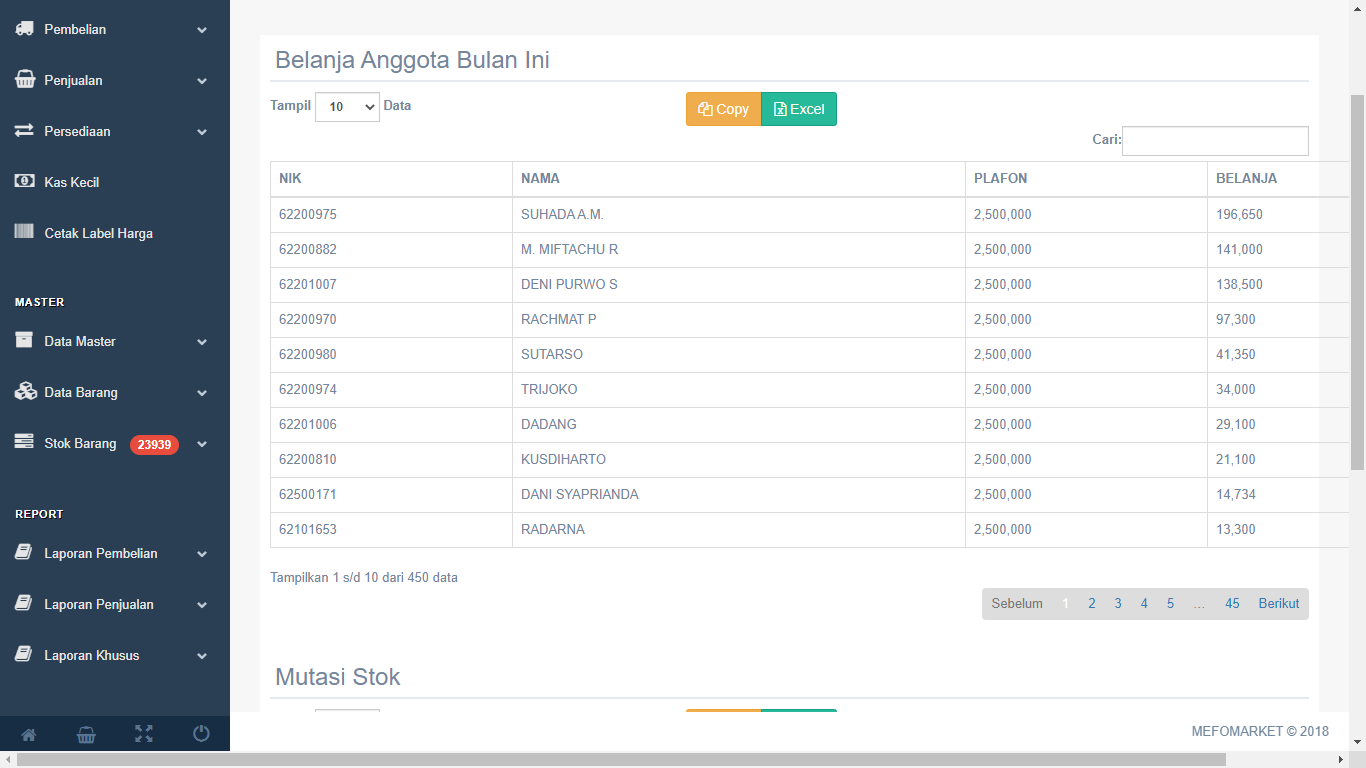 Pembelian
Penjualan
Persediaan
Kas Kecil
Cetak Label Harga
MASTER
Data Master
Data Barang
Stok Barang 23939
REPORT
Laporan Pembelian
Laporan Penjualan
Laporan Khusus
Belanja Anggota Bulan Ini
Tampil 10 Data
Copy Excel
Cari:
NIK NAMA PLAFON BELANJA
62200975 SUHADA A.M. 2,500,000 196,650
62200882 M. MIFTACHU R 2,500,000 141,000
62201007 DENI PURWO S 2,500,000 138,500
62200970 RACHMAT P 2,500,000 97,300
62200980 SUTARSO 2,500,000 41,350
62200974 TRIJOKO 2,500,000 34,000
62201006 DADANG 2,500,000 29,100
62200810 KUSDIHARTO 2,500,000 21,100
62500171 DANI SYAPRIANDA 2,500,000 14,734
62101653 RADARNA 2,500,000 13,300
Tampilkan 1 s/d 10 dari 450 data
Sebelum 1 2 3 4 5 … 45 Berikut
Mutasi Stok
MEFOMARKET © 2018